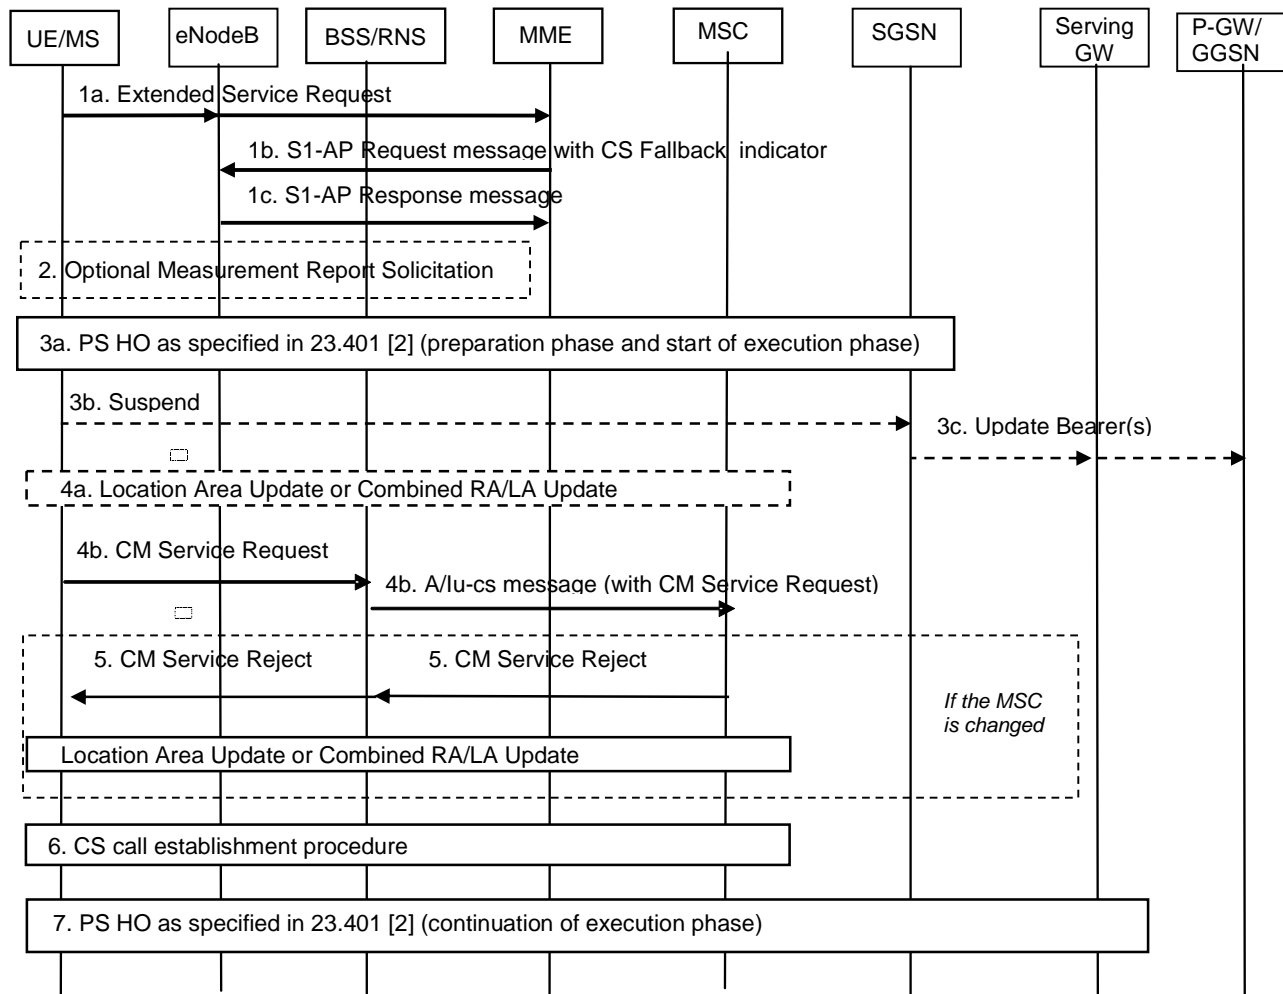 UE/MS
eNodeB
BSS/RNS
MME
MSC
SGSN
Serving
GW
P-GW/
GGSN
1a. Extended Service Request
1b. S1-AP Request message with CS Fallback indicator
1c. S1-AP Response message
2. Optional Measurement Report Solicitation
3a. PS HO as specified in 23.401 [2] (preparation phase and start of execution phase)
3b. Suspend
3c. Update Bearer(s)
4a. Location Area Update or Combined RA/LA Update
4b. CM Service Request
4b. A/Iu-cs message (with CM Service Request)
5. CM Service Reject
5. CM Service Reject
If the MSC
is changed
Location Area Update or Combined RA/LA Update
6. CS call establishment procedure
7. PS HO as specified in 23.401 [2] (continuation of execution phase)